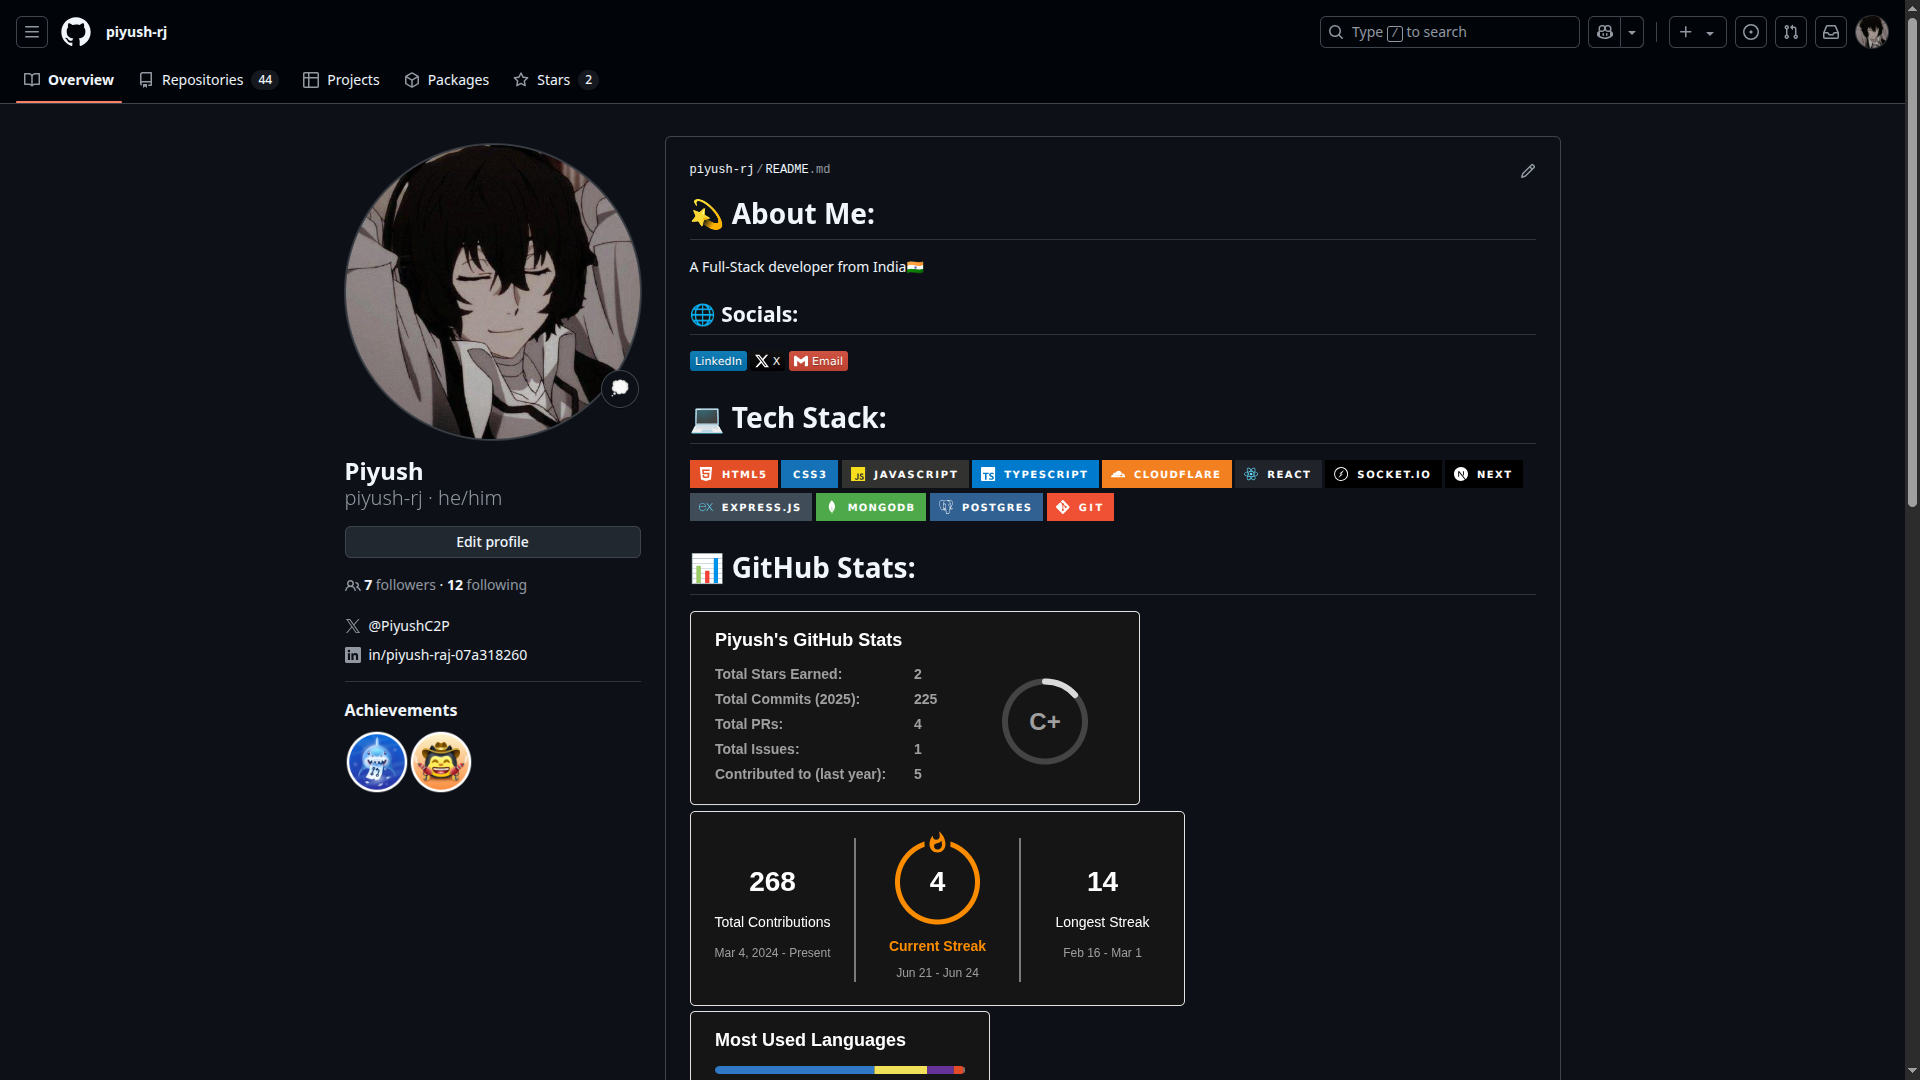 piyush-rj
Type / to search
Overview
Repositories 44
Projects
Packages
Stars 2
Piyush
piyush-rj · he/him
Edit profile
7 followers · 12 following
@PiyushC2P
in/piyush-raj-07a318260
Achievements
piyush-rj/README.md
About Me:
A Full-Stack developer from India
Socials:
LinkedIn X Email
Tech Stack:
HTML5 CSS3 JAVASCRIPT TYPESCRIPT CLOUDFLARE REACT SOCKET.IO NEXT
EXPRESS.JS MONGODB POSTGRES GIT
GitHub Stats:
Piyush's GitHub Stats
Total Stars Earned: 2
Total Commits (2025): 225
Total PRs: 4
Total Issues: 1
Contributed to (last year): 5
C+
268
Total Contributions
Mar 4, 2024 - Present
4
Current Streak
Jun 21 - Jun 24
14
Longest Streak
Feb 16 - Mar 1
Most Used Languages